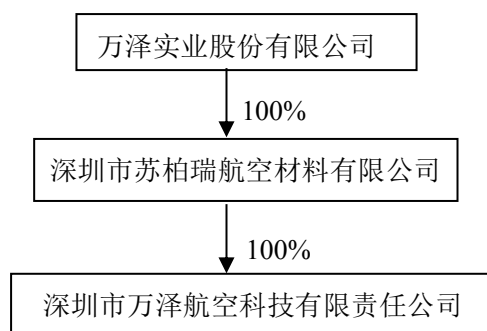 万泽实业股份有限公司
100%
深圳市苏柏瑞航空材料有限公司
100%
深圳市万泽航空科技有限责任公司